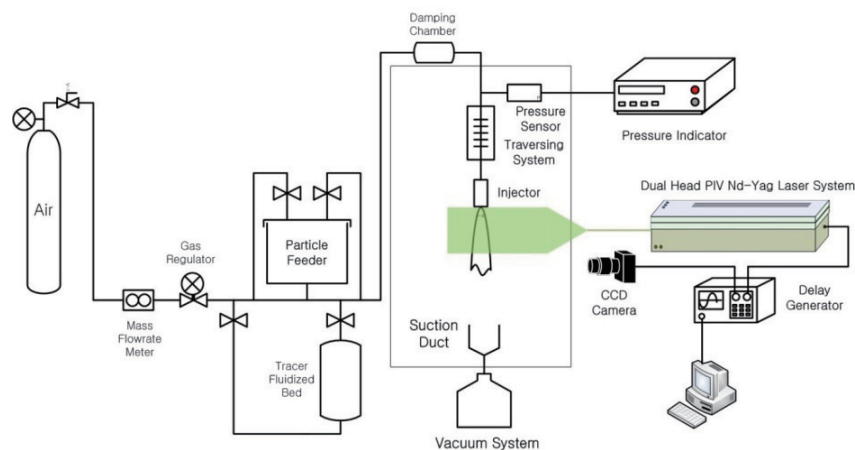 Damping
Chamber
Pressure
Sensor
Traversing
System
Pressure Indicator
Air
Gas
Regulator
Particle
Feeder
Injector
Dual Head PIV Nd-Yag Laser System
CCD
Camera
Delay
Generator
Mass
Flowrate
Meter
Tracer
Fluidized
Bed
Suction
Duct
Vacuum System